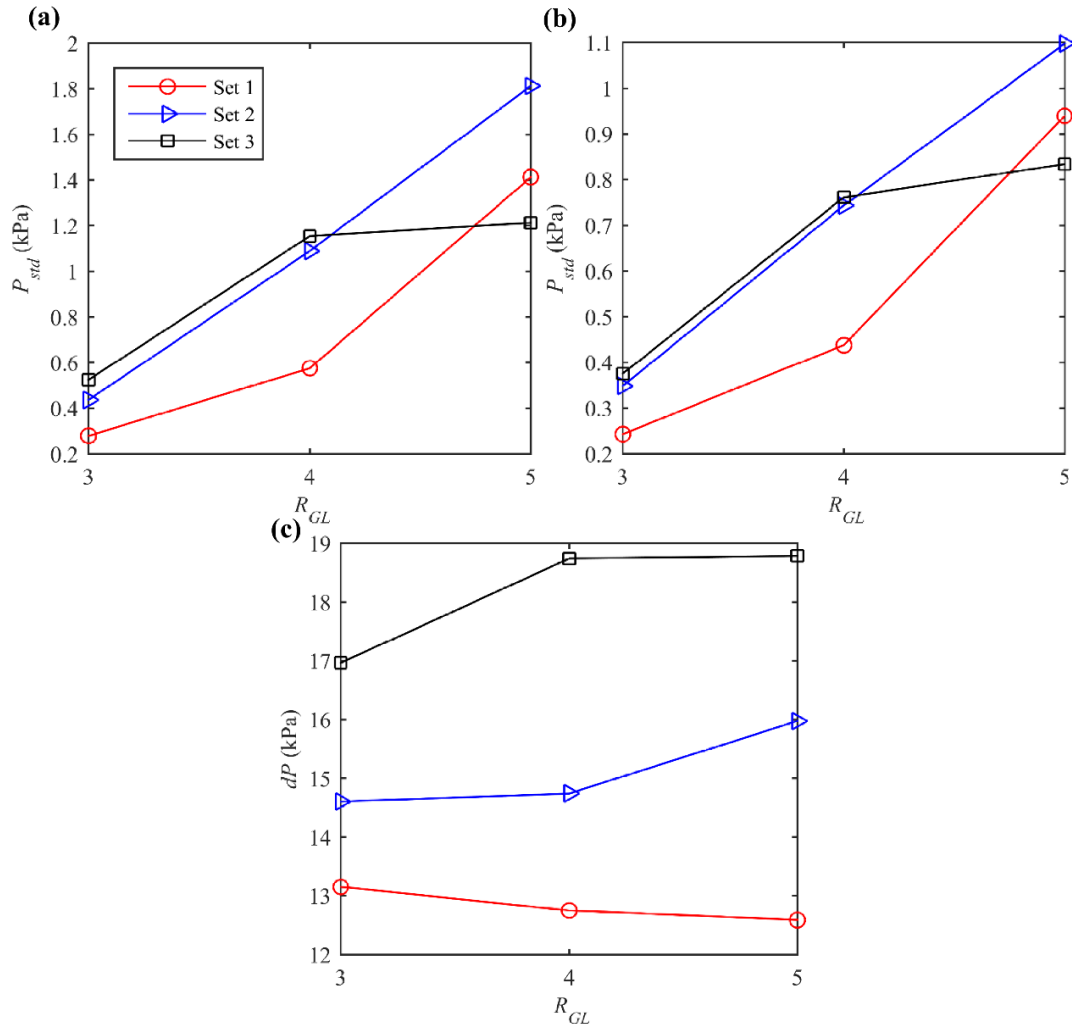 (a)
2
1.8
1.6
1.4
1.2
1
0.8
0.6
0.4
0.2
3 4 5
P_std (kPa)
R_GL
Set 1
Set 2
Set 3
(b)
1.1
1
0.9
0.8
0.7
0.6
0.5
0.4
0.3
0.2
3 4 5
P_std (kPa)
R_GL
(c)
19
18
17
16
15
14
13
12
3 4 5
dP (kPa)
R_GL